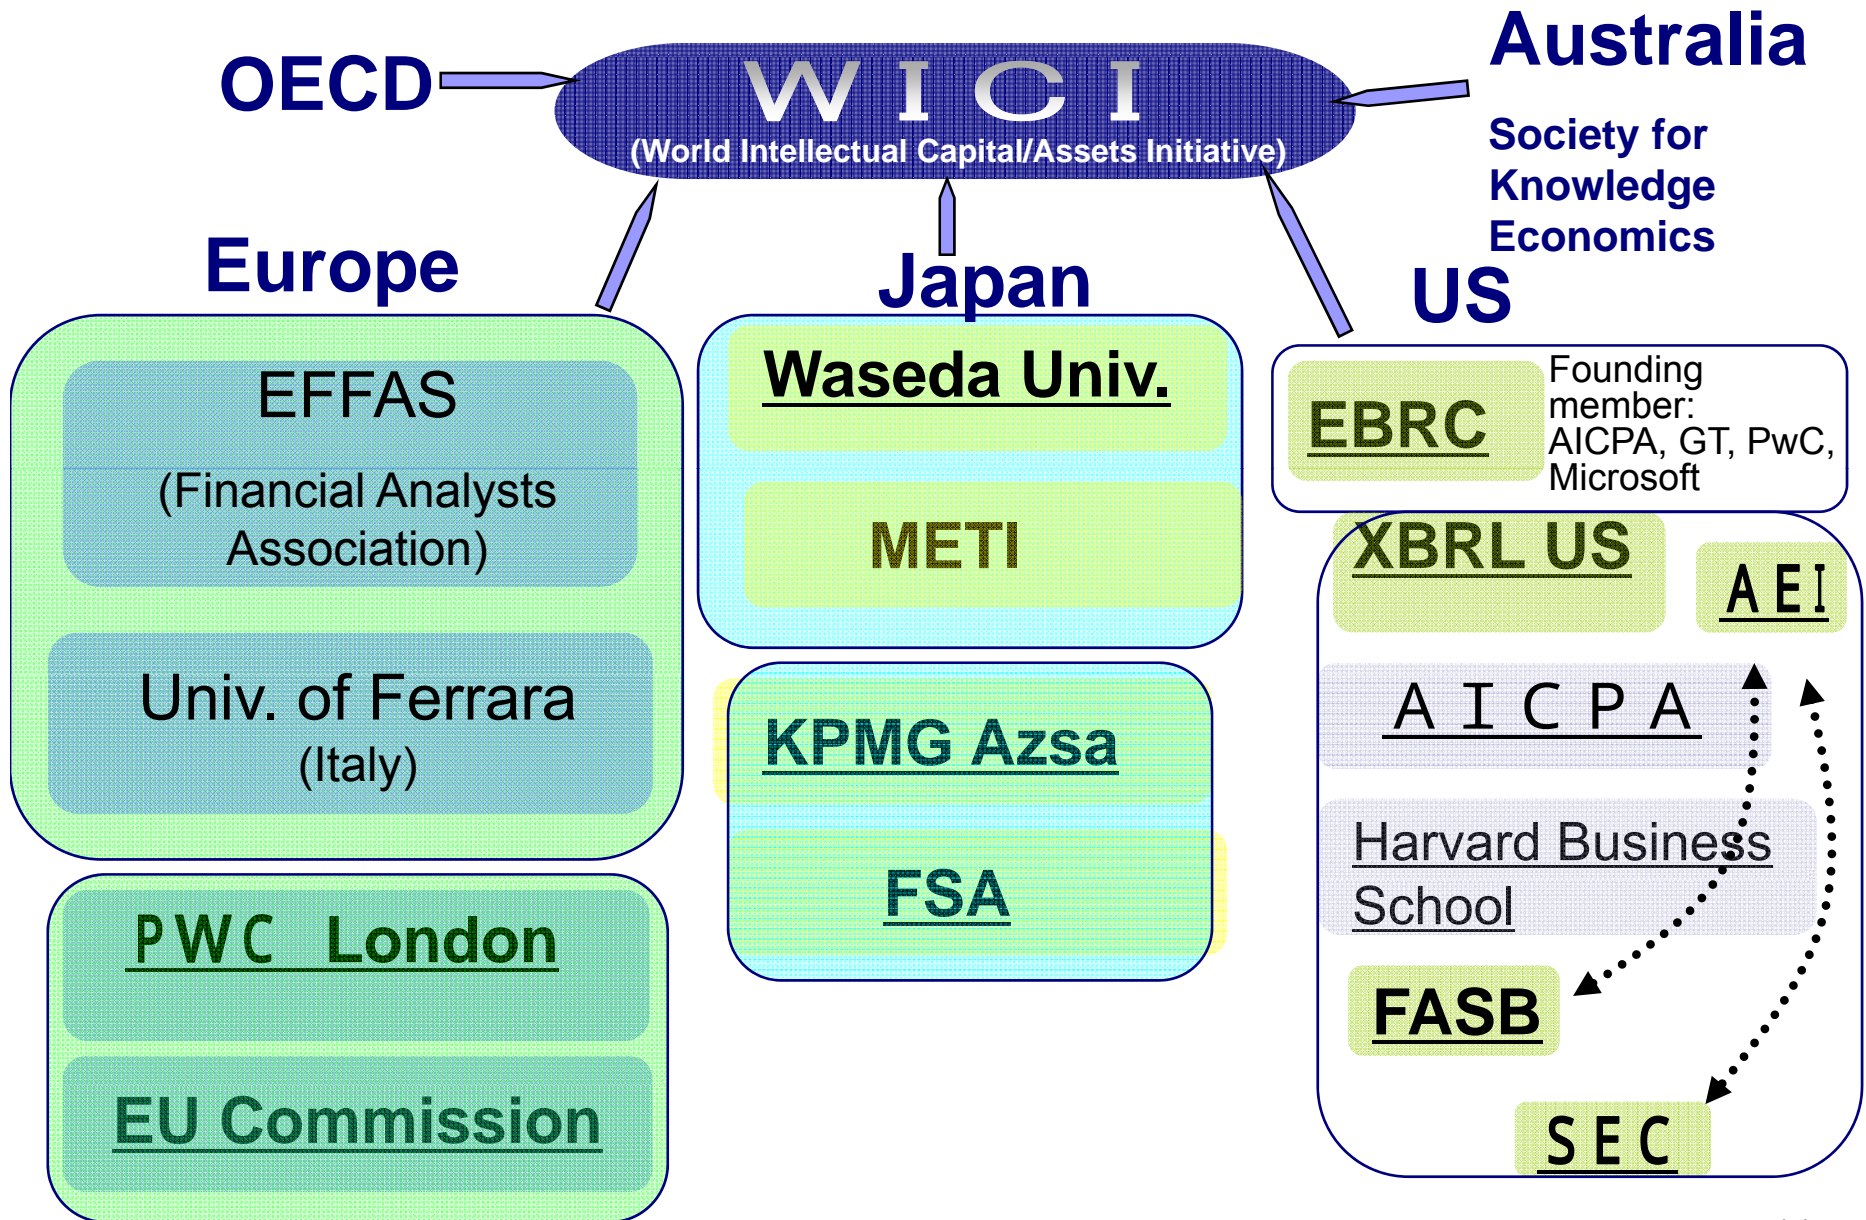 OECD
W I C I
(World Intellectual Capital/Assets Initiative)
Australia
Society for
Knowledge
Economics
Europe
Japan
US
EFFAS
(Financial Analysts
Association)
Univ. of Ferrara
(Italy)
PWC London
EU Commission
Waseda Univ.
METI
KPMG Azsa
FSA
EBRC
Founding
member:
AICPA, GT, PwC,
Microsoft
XBRL US
AEI
AICPA
Harvard Business
School
FASB
SEC